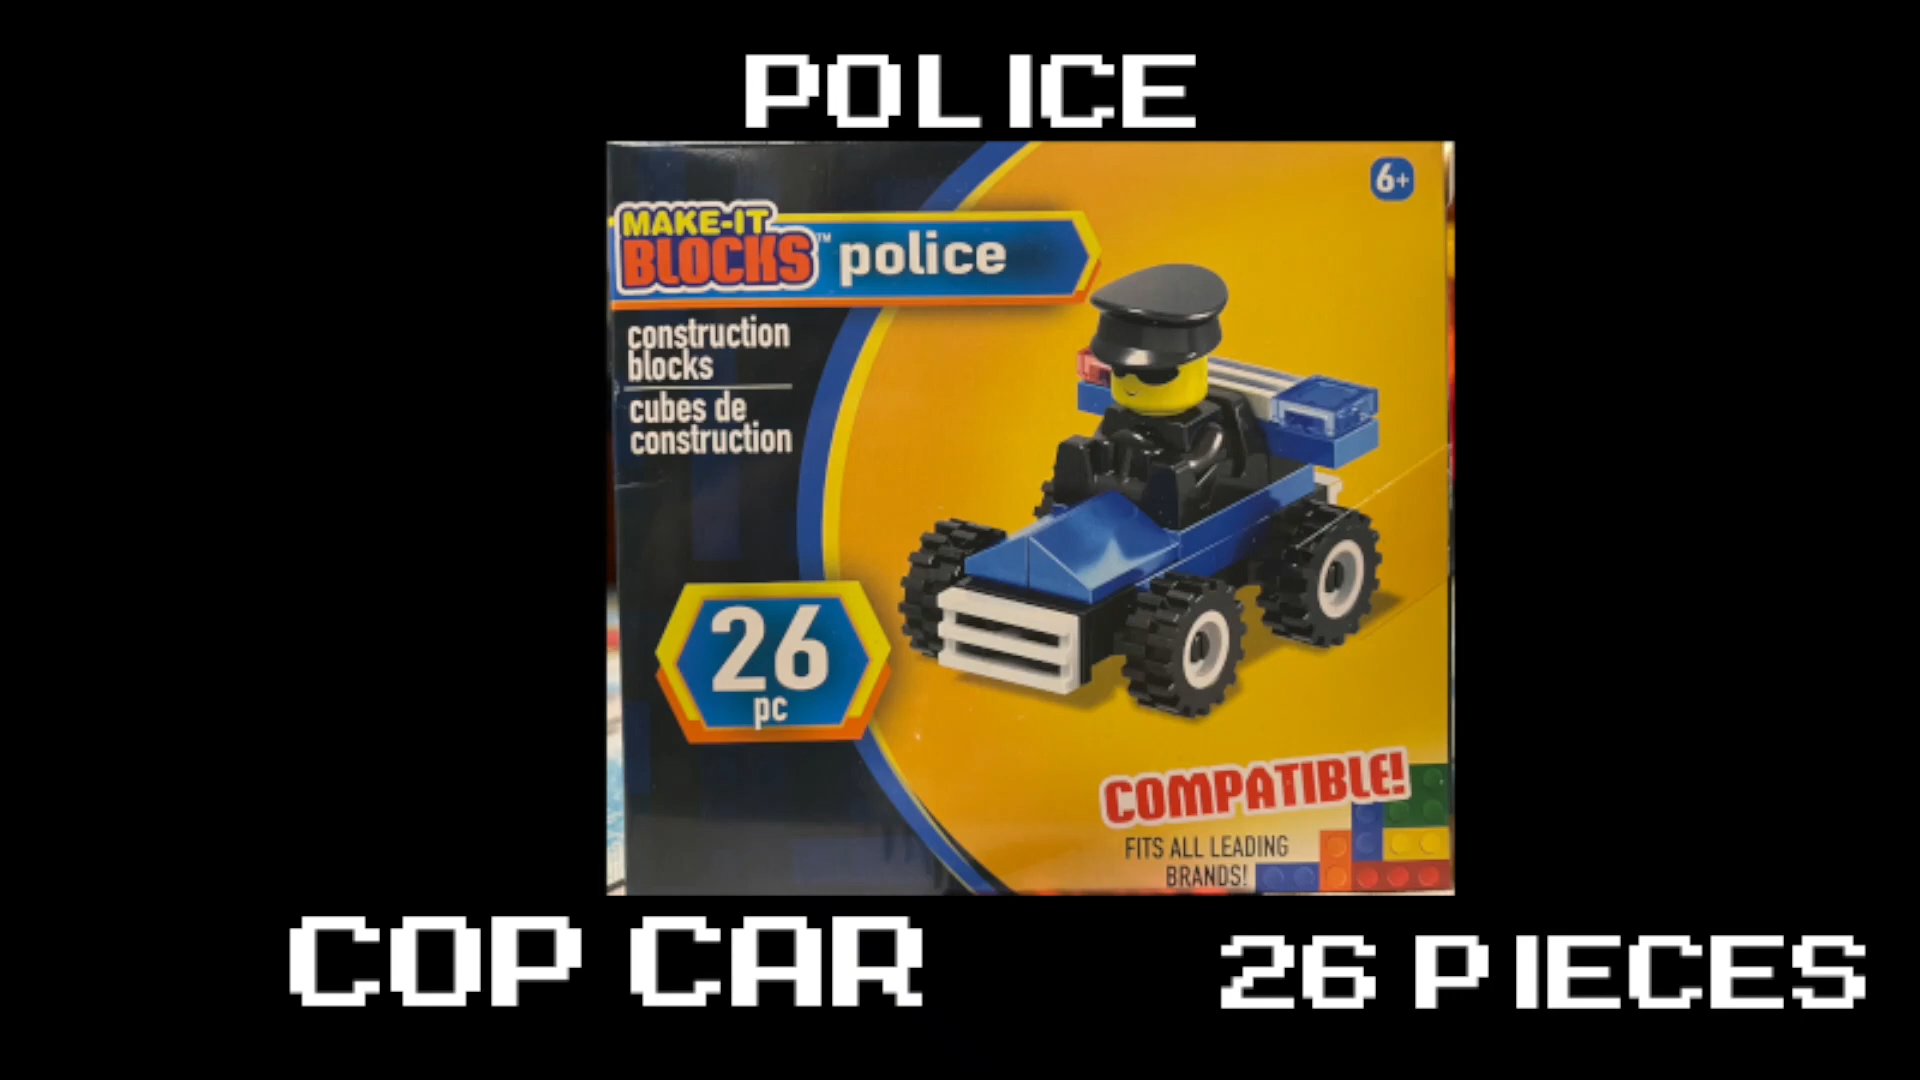 POLICE
6+
MAKE-IT
BLOCKS™ police
construction
blocks
cubes de
construction
26
pc
COMPATIBLE!
FITS ALL LEADING
BRANDS!
COP CAR
26 PIECES